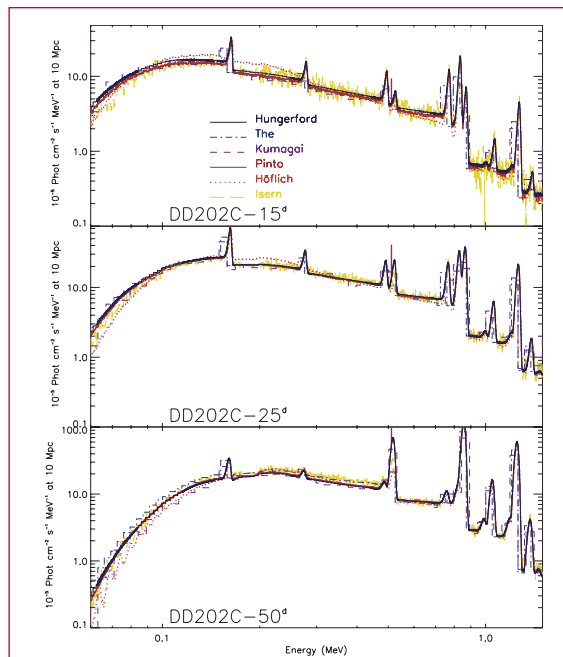 10⁻⁵ Phot cm⁻² s⁻¹ MeV⁻¹ at 10 Mpc
10.0
1.0
0.1
Hungerford
The
Kumagai
Pinto
Höflich
Isern
DD202C-15ᵈ
10⁻⁵ Phot cm⁻² s⁻¹ MeV⁻¹ at 10 Mpc
10.0
1.0
0.1
DD202C-25ᵈ
10⁻⁵ Phot cm⁻² s⁻¹ MeV⁻¹ at 10 Mpc
100.0
10.0
1.0
0.1
DD202C-50ᵈ
0.1
1.0
Energy (MeV)